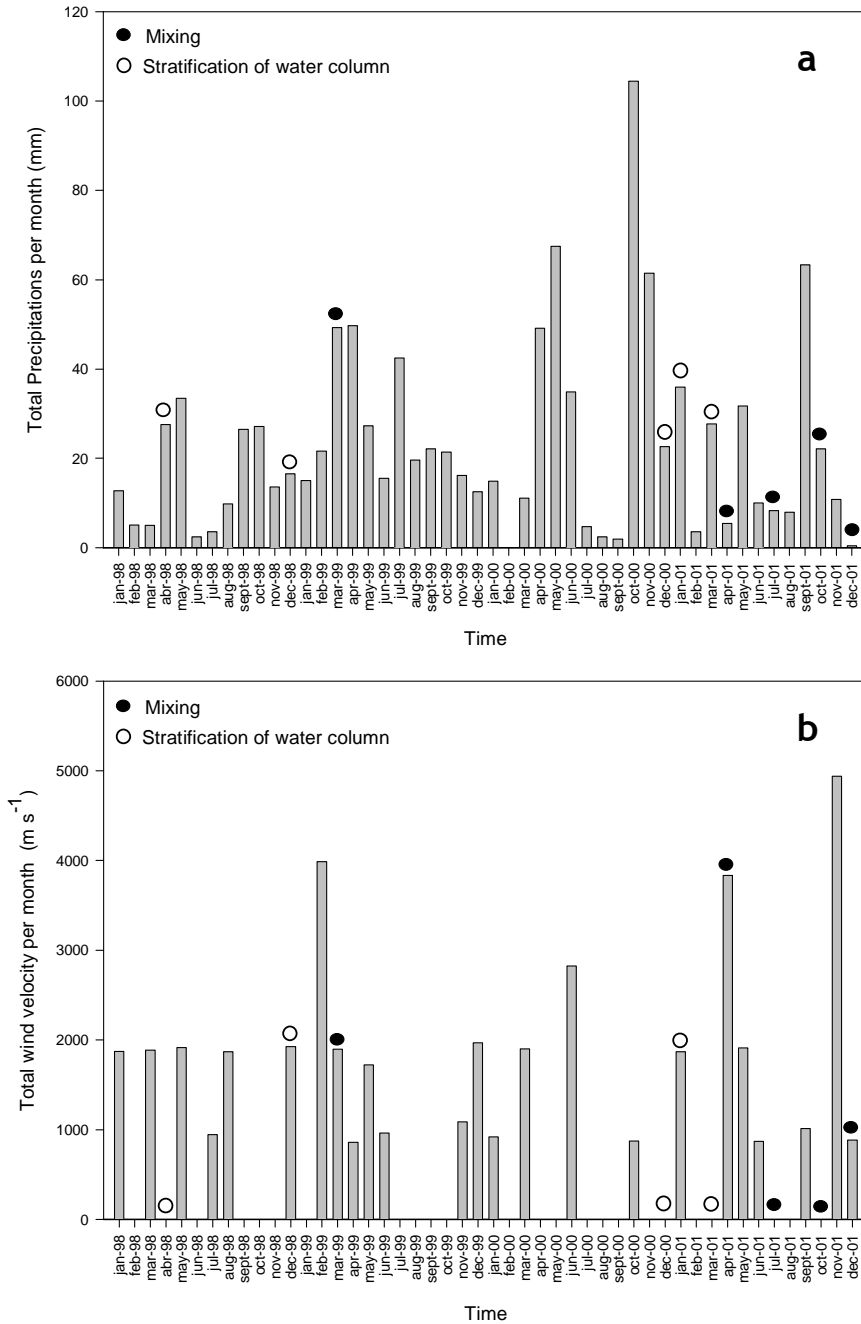 120
100
80
60
40
20
0
Total Precipitations per month (mm)
Mixing
Stratification of water column
a
jan-98
feb-98
mar-98
abr-98
may-98
jun-98
jul-98
aug-98
sept-98
oct-98
nov-98
dec-98
jan-99
feb-99
mar-99
apr-99
may-99
jun-99
jul-99
aug-99
sept-99
oct-99
nov-99
dec-99
jan-00
feb-00
mar-00
apr-00
may-00
jun-00
jul-00
aug-00
sept-00
oct-00
nov-00
dec-00
jan-01
feb-01
mar-01
apr-01
may-01
jun-01
jul-01
aug-01
sept-01
oct-01
nov-01
dec-01
Time
6000
5000
4000
3000
2000
1000
0
Total wind velocity per month (m s -1)
Mixing
Stratification of water column
b
jan-98
feb-98
mar-98
abr-98
may-98
jun-98
jul-98
aug-98
sept-98
oct-98
nov-98
dec-98
jan-99
feb-99
mar-99
apr-99
may-99
jun-99
jul-99
aug-99
sept-99
oct-99
nov-99
dec-99
jan-00
feb-00
mar-00
apr-00
may-00
jun-00
jul-00
aug-00
sept-00
oct-00
nov-00
dec-00
jan-01
feb-01
mar-01
apr-01
may-01
jun-01
jul-01
aug-01
sept-01
oct-01
nov-01
dec-01
Time